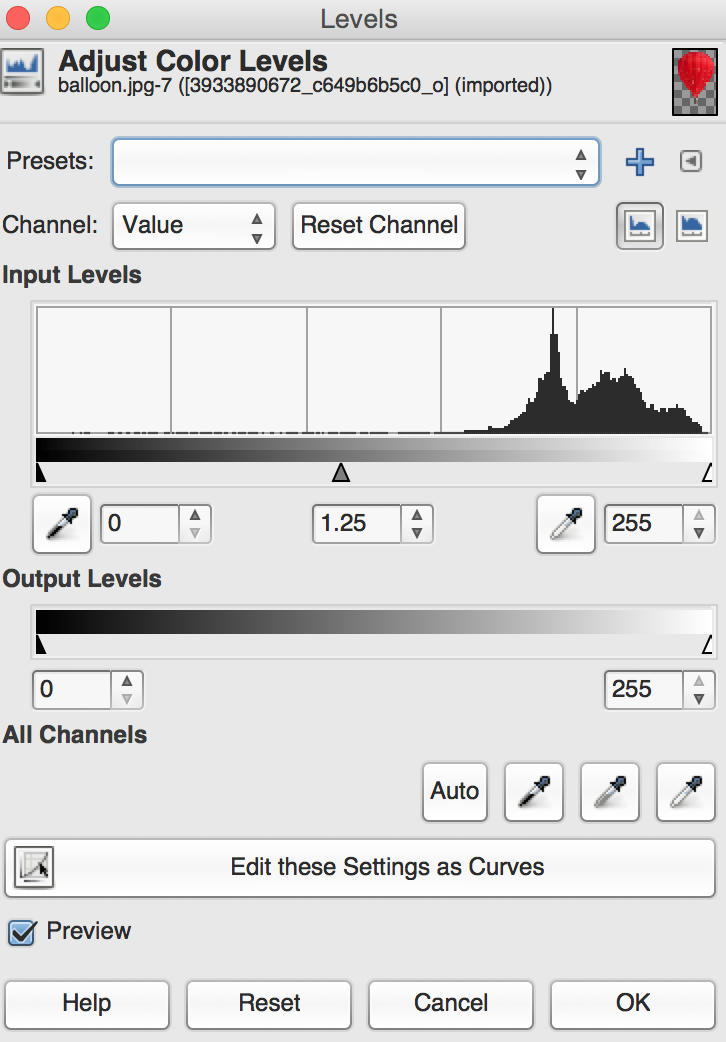 Levels
Adjust Color Levels
balloon.jpg-7 ([3933890672_c649b6b5c0_o] (imported))
Presets:
Channel: Value Reset Channel
Input Levels
0 1.25 255
Output Levels
0 255
All Channels
Auto
Edit these Settings as Curves
Preview
Help Reset Cancel OK